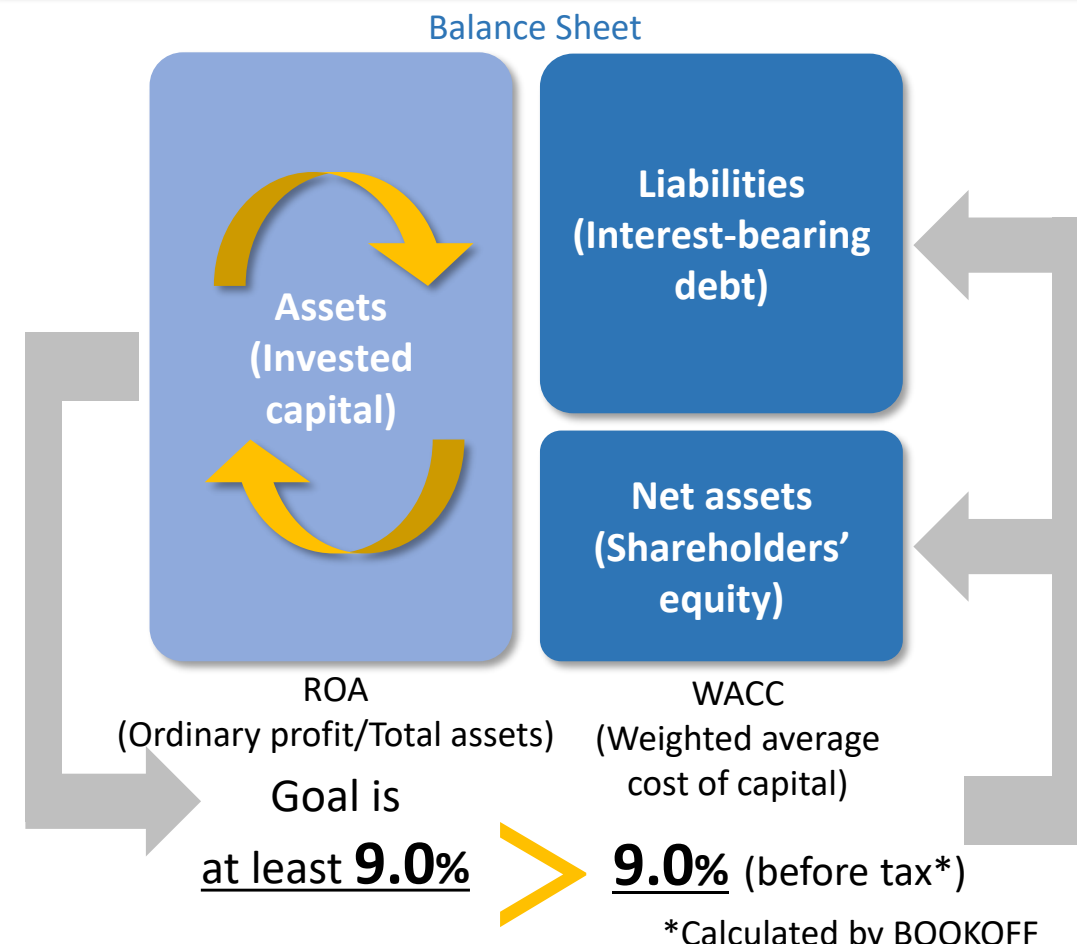 Balance Sheet
Assets
(Invested
capital)
Liabilities
(Interest-bearing
debt)
Net assets
(Shareholders’
equity)
ROA
(Ordinary profit/Total assets)
Goal is
at least 9.0%
WACC
(Weighted average
cost of capital)
9.0% (before tax*)
*Calculated by BOOKOFF